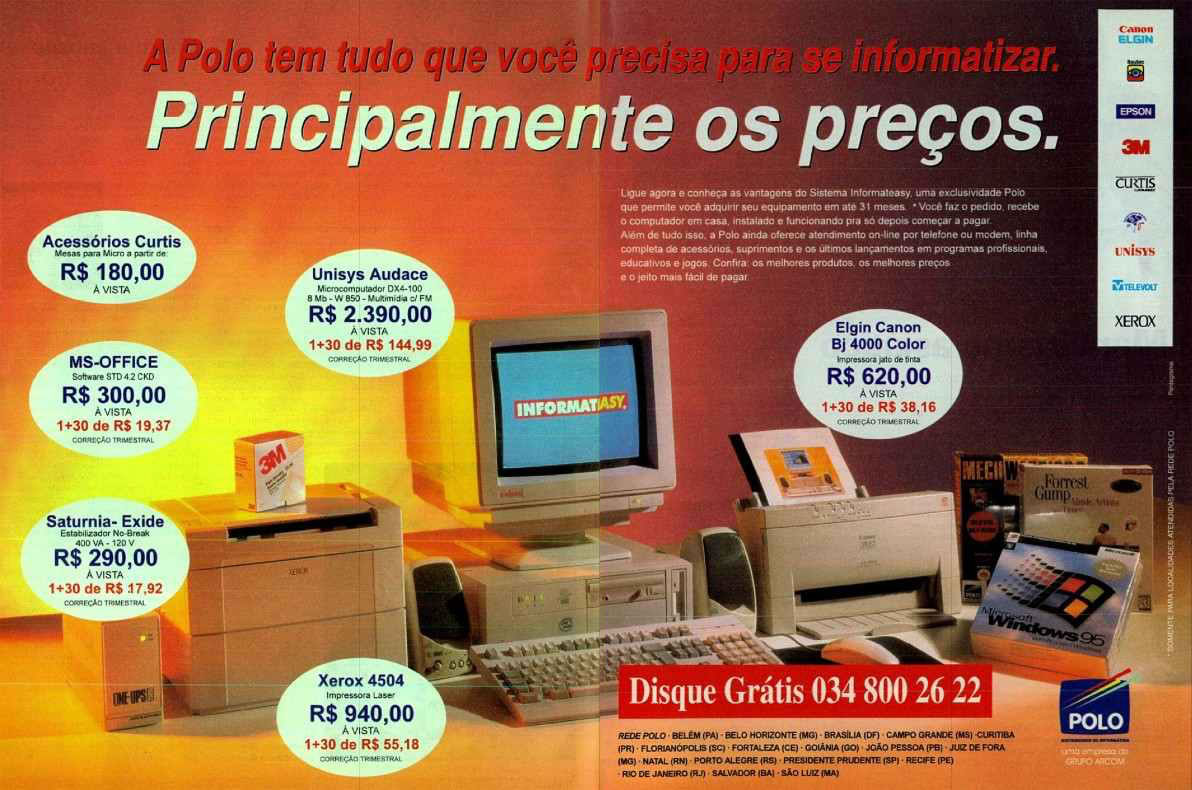 A Polo tem tudo que você precisa para se informatizar.
Principalmente os preços.
Canon
ELGIN
EPSON
3M
CURTIS
UNISYS
TELEVOLT
XEROX
Ligue agora e conheça as vantagens do Sistema Informateasy, uma exclusividade Polo
que permite você adquirir seu equipamento em até 31 meses. *Você faz o pedido, recebe
o computador em casa, instalado e funcionando pra só depois começar a pagar.
Além de tudo isso, a Polo ainda oferece atendimento on-line por telefone ou modem, linha
completa de acessórios, suprimentos e os últimos lançamentos em programas profissionais,
educativos e jogos. Confira: os melhores produtos, os melhores preços
e o jeito mais fácil de pagar.
Acessórios Curtis
Mesas para Micro a partir de:
R$ 180,00
À VISTA
Unisys Audace
Microcomputador DX4-100
8 Mb - W 850 - Multimídia c/ FM
R$ 2.390,00
À VISTA
1+30 de R$ 144,99
CORREÇÃO TRIMESTRAL
Elgin Canon
Bj 4000 Color
Impressora jato de tinta
R$ 620,00
À VISTA
1+30 de R$ 38,16
CORREÇÃO TRIMESTRAL
MS-OFFICE
Software STD 4.2 CKD
R$ 300,00
À VISTA
1+30 de R$ 19,37
CORREÇÃO TRIMESTRAL
INFORMATEASY.
3M
Saturnia- Exide
Estabilizador No-Break
400 VA - 120 V
R$ 290,00
À VISTA
1+30 de R$ 17,92
CORREÇÃO TRIMESTRAL
XEROX
Canon
MECHWARRIOR
Forrest
Gump
Music, Artists
Times
Microsoft
Microsoft
Windows 95
ONE-UPS
Xerox 4504
Impressora Laser
R$ 940,00
À VISTA
1+30 de R$ 55,18
CORREÇÃO TRIMESTRAL
Disque Grátis 034 800 26 22
REDE POLO · BELÉM (PA) · BELO HORIZONTE (MG) · BRASÍLIA (DF) · CAMPO GRANDE (MS) ·CURITIBA
(PR) · FLORIANÓPOLIS (SC) · FORTALEZA (CE) · GOIÂNIA (GO) · JOÃO PESSOA (PB) · JUIZ DE FORA
(MG) · NATAL (RN) · PORTO ALEGRE (RS) · PRESIDENTE PRUDENTE (SP) · RECIFE (PE)
· RIO DE JANEIRO (RJ) · SALVADOR (BA) · SÃO LUIZ (MA)
POLO
DISTRIBUIDORA DE INFORMÁTICA
uma empresa do
GRUPO ARCOM
* SOMENTE PARA LOCALIDADES ATENDIDAS PELA REDE POLO
Pentagrama